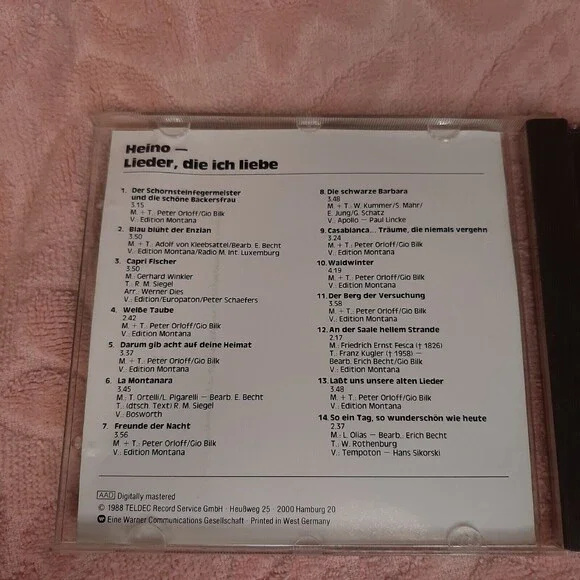 Heino —
Lieder, die ich liebe
1. Der Schornsteinfegermeister
und die schöne Bäckersfrau
3.15
M. + T.: Peter Orloff/Gio Bilk
V.: Edition Montana
2. Blau blüht der Enzian
3.50
M. + T.: Adolf von Kleebsattel/Bearb. E. Becht
V.: Edition Montana/Radio M. Int. Luxemburg
3. Capri Fischer
3.50
M.: Gerhard Winkler
T.: R. M. Siegel
Arr.: Werner Dies
V.: Edition/Europaton/Peter Schaefers
4. Weiße Taube
2.42
M. + T.: Peter Orloff/Gio Bilk
V.: Edition Montana
5. Darum gib acht auf deine Heimat
3.37
M. + T.: Peter Orloff/Gio Bilk
V.: Edition Montana
6. La Montanara
3.45
M.: T. Ortelli/L. Pigarelli — Bearb. E. Becht
T.: (dtsch. Text) R. M. Siegel
V.: Bosworth
7. Freunde der Nacht
3.56
M. + T.: Peter Orloff/Gio Bilk
V.: Edition Montana
8. Die schwarze Barbara
3.48
M. + T.: W. Kummer/S. Mahr/
E. Jung/G. Schatz
V.: Apollo — Paul Lincke
9. Casablanca... Träume, die niemals vergehn
3.24
M. + T.: Peter Orloff/Gio Bilk
V.: Edition Montana
10. Waldwinter
4.19
M. + T.: Peter Orloff/Gio Bilk
V.: Edition Montana
11. Der Berg der Versuchung
3.58
M. + T.: Peter Orloff/Gio Bilk
V.: Edition Montana
12. An der Saale hellem Strande
2.17
M.: Friedrich Ernst Fesca († 1826)
T.: Franz Kugler († 1958) —
Bearb. Erich Becht/Gio Bilk
V.: Edition Montana
13. Laßt uns unsere alten Lieder
3.48
M. + T.: Peter Orloff/Gio Bilk
V.: Edition Montana
14. So ein Tag, so wunderschön wie heute
2.37
M.: L. Olias — Bearb.: Erich Becht
T.: W. Rothenburg
V.: Tempoton — Hans Sikorski
AAD Digitally mastered
© 1988 TELDEC Record Service GmbH · Heußweg 25 · 2000 Hamburg 20
Eine Warner Communications Gesellschaft · Printed in West Germany